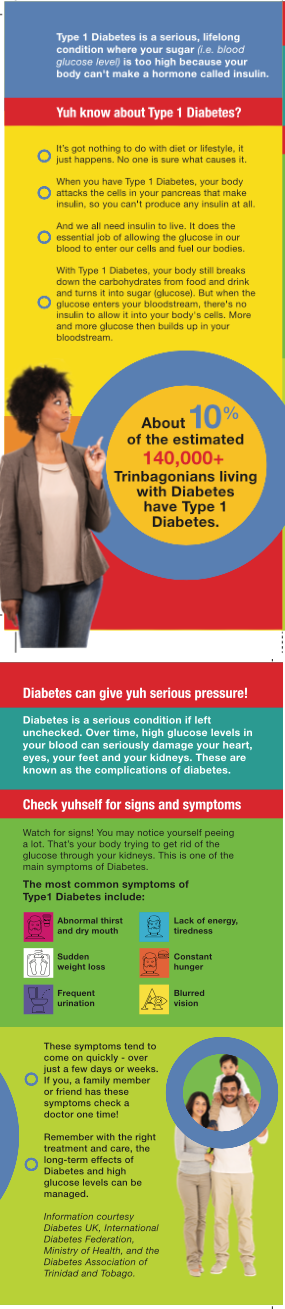 Type 1 Diabetes is a serious, lifelong
condition where your sugar (i.e. blood
glucose level) is too high because your
body can't make a hormone called insulin.
Yuh know about Type 1 Diabetes?
It's got nothing to do with diet or lifestyle, it
just happens. No one is sure what causes it.
When you have Type 1 Diabetes, your body
attacks the cells in your pancreas that make
insulin, so you can't produce any insulin at all.
And we all need insulin to live. It does the
essential job of allowing the glucose in our
blood to enter our cells and fuel our bodies.
With Type 1 Diabetes, your body still breaks
down the carbohydrates from food and drink
and turns it into sugar (glucose). But when the
glucose enters your bloodstream, there's no
insulin to allow it into your body's cells. More
and more glucose then builds up in your
bloodstream.
About 10%
of the estimated
140,000+
Trinbagonians living
with Diabetes
have Type 1
Diabetes.
Diabetes can give yuh serious pressure!
Diabetes is a serious condition if left
unchecked. Over time, high glucose levels in
your blood can seriously damage your heart,
eyes, your feet and your kidneys. These are
known as the complications of diabetes.
Check yuhself for signs and symptoms
Watch for signs! You may notice yourself peeing
a lot. That's your body trying to get rid of the
glucose through your kidneys. This is one of the
main symptoms of Diabetes.
The most common symptoms of
Type1 Diabetes include:
Abnormal thirst
and dry mouth
Lack of energy,
tiredness
Sudden
weight loss
Constant
hunger
Frequent
urination
Blurred
vision
These symptoms tend to
come on quickly - over
just a few days or weeks.
If you, a family member
or friend has these
symptoms check a
doctor one time!
Remember with the right
treatment and care, the
long-term effects of
Diabetes and high
glucose levels can be
managed.
Information courtesy
Diabetes UK, International
Diabetes Federation,
Ministry of Health, and the
Diabetes Association of
Trinidad and Tobago.